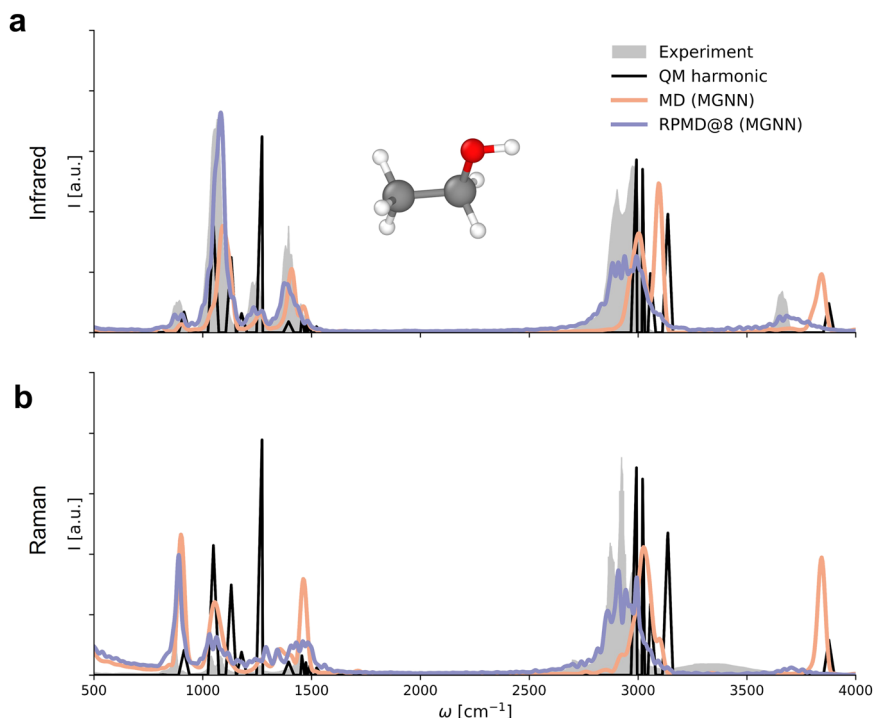 a
Experiment
QM harmonic
MD (MGNN)
RPMD@8 (MGNN)
Infrared
I [a.u.]
b
Raman
I [a.u.]
500 1000 1500 2000 2500 3000 3500 4000
ω [cm⁻¹]